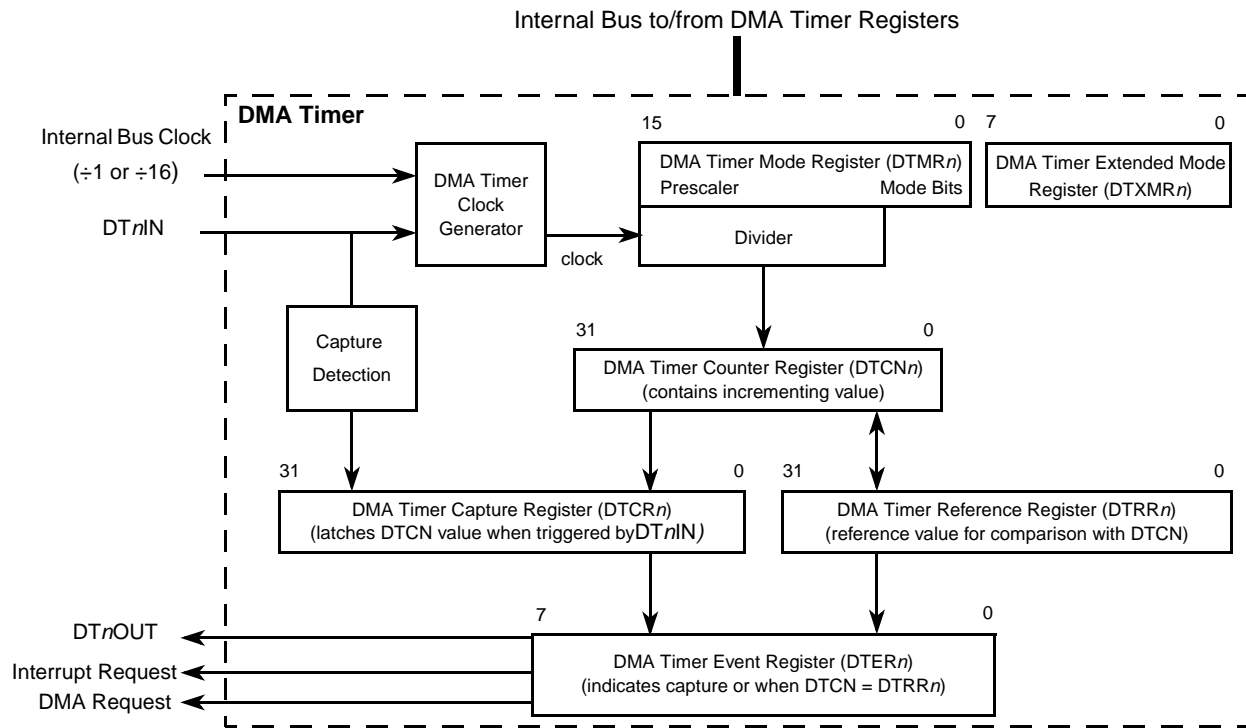 Internal Bus to/from DMA Timer Registers
DMA Timer
Internal Bus Clock
(÷1 or ÷16)
DTnIN
DMA Timer
Clock
Generator
clock
15 0
DMA Timer Mode Register (DTMRn)
Prescaler Mode Bits
Divider
7 0
DMA Timer Extended Mode
Register (DTXMRn)
Capture
Detection
31 0
DMA Timer Counter Register (DTCNn)
(contains incrementing value)
31 0
DMA Timer Capture Register (DTCRn)
(latches DTCN value when triggered byDTnIN)
31 0
DMA Timer Reference Register (DTRRn)
(reference value for comparison with DTCN)
7 0
DMA Timer Event Register (DTERn)
(indicates capture or when DTCN = DTRRn)
DTnOUT
Interrupt Request
DMA Request